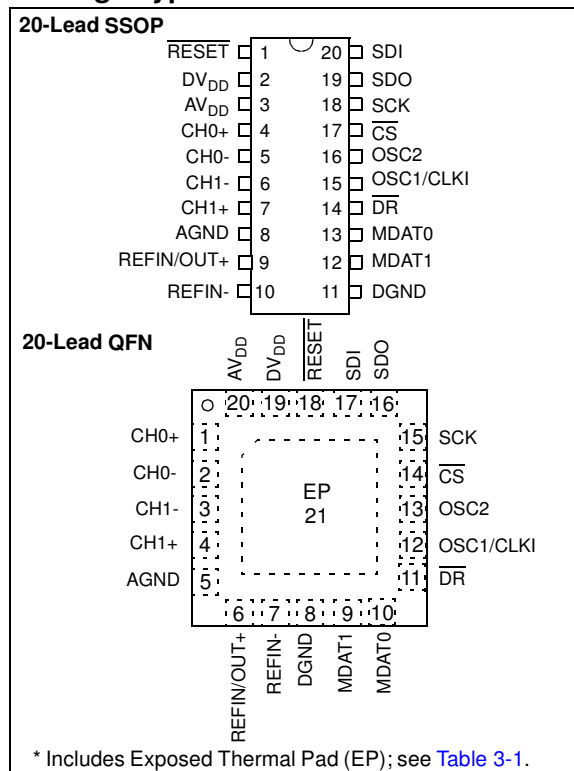 20-Lead SSOP
RESET 1 20 SDI
DVDD 2 19 SDO
AVDD 3 18 SCK
CH0+ 4 17 CS
CH0- 5 16 OSC2
CH1- 6 15 OSC1/CLKI
CH1+ 7 14 DR
AGND 8 13 MDAT0
REFIN/OUT+ 9 12 MDAT1
REFIN- 10 11 DGND
20-Lead QFN
AVDD DVDD RESET SDI SDO
20 19 18 17 16
CH0+ 1 15 SCK
CH0- 2 14 CS
CH1- 3 13 OSC2
CH1+ 4 12 OSC1/CLKI
AGND 5 11 DR
EP
21
6 7 8 9 10
REFIN/OUT+ REFIN- DGND MDAT1 MDAT0
* Includes Exposed Thermal Pad (EP); see Table 3-1.